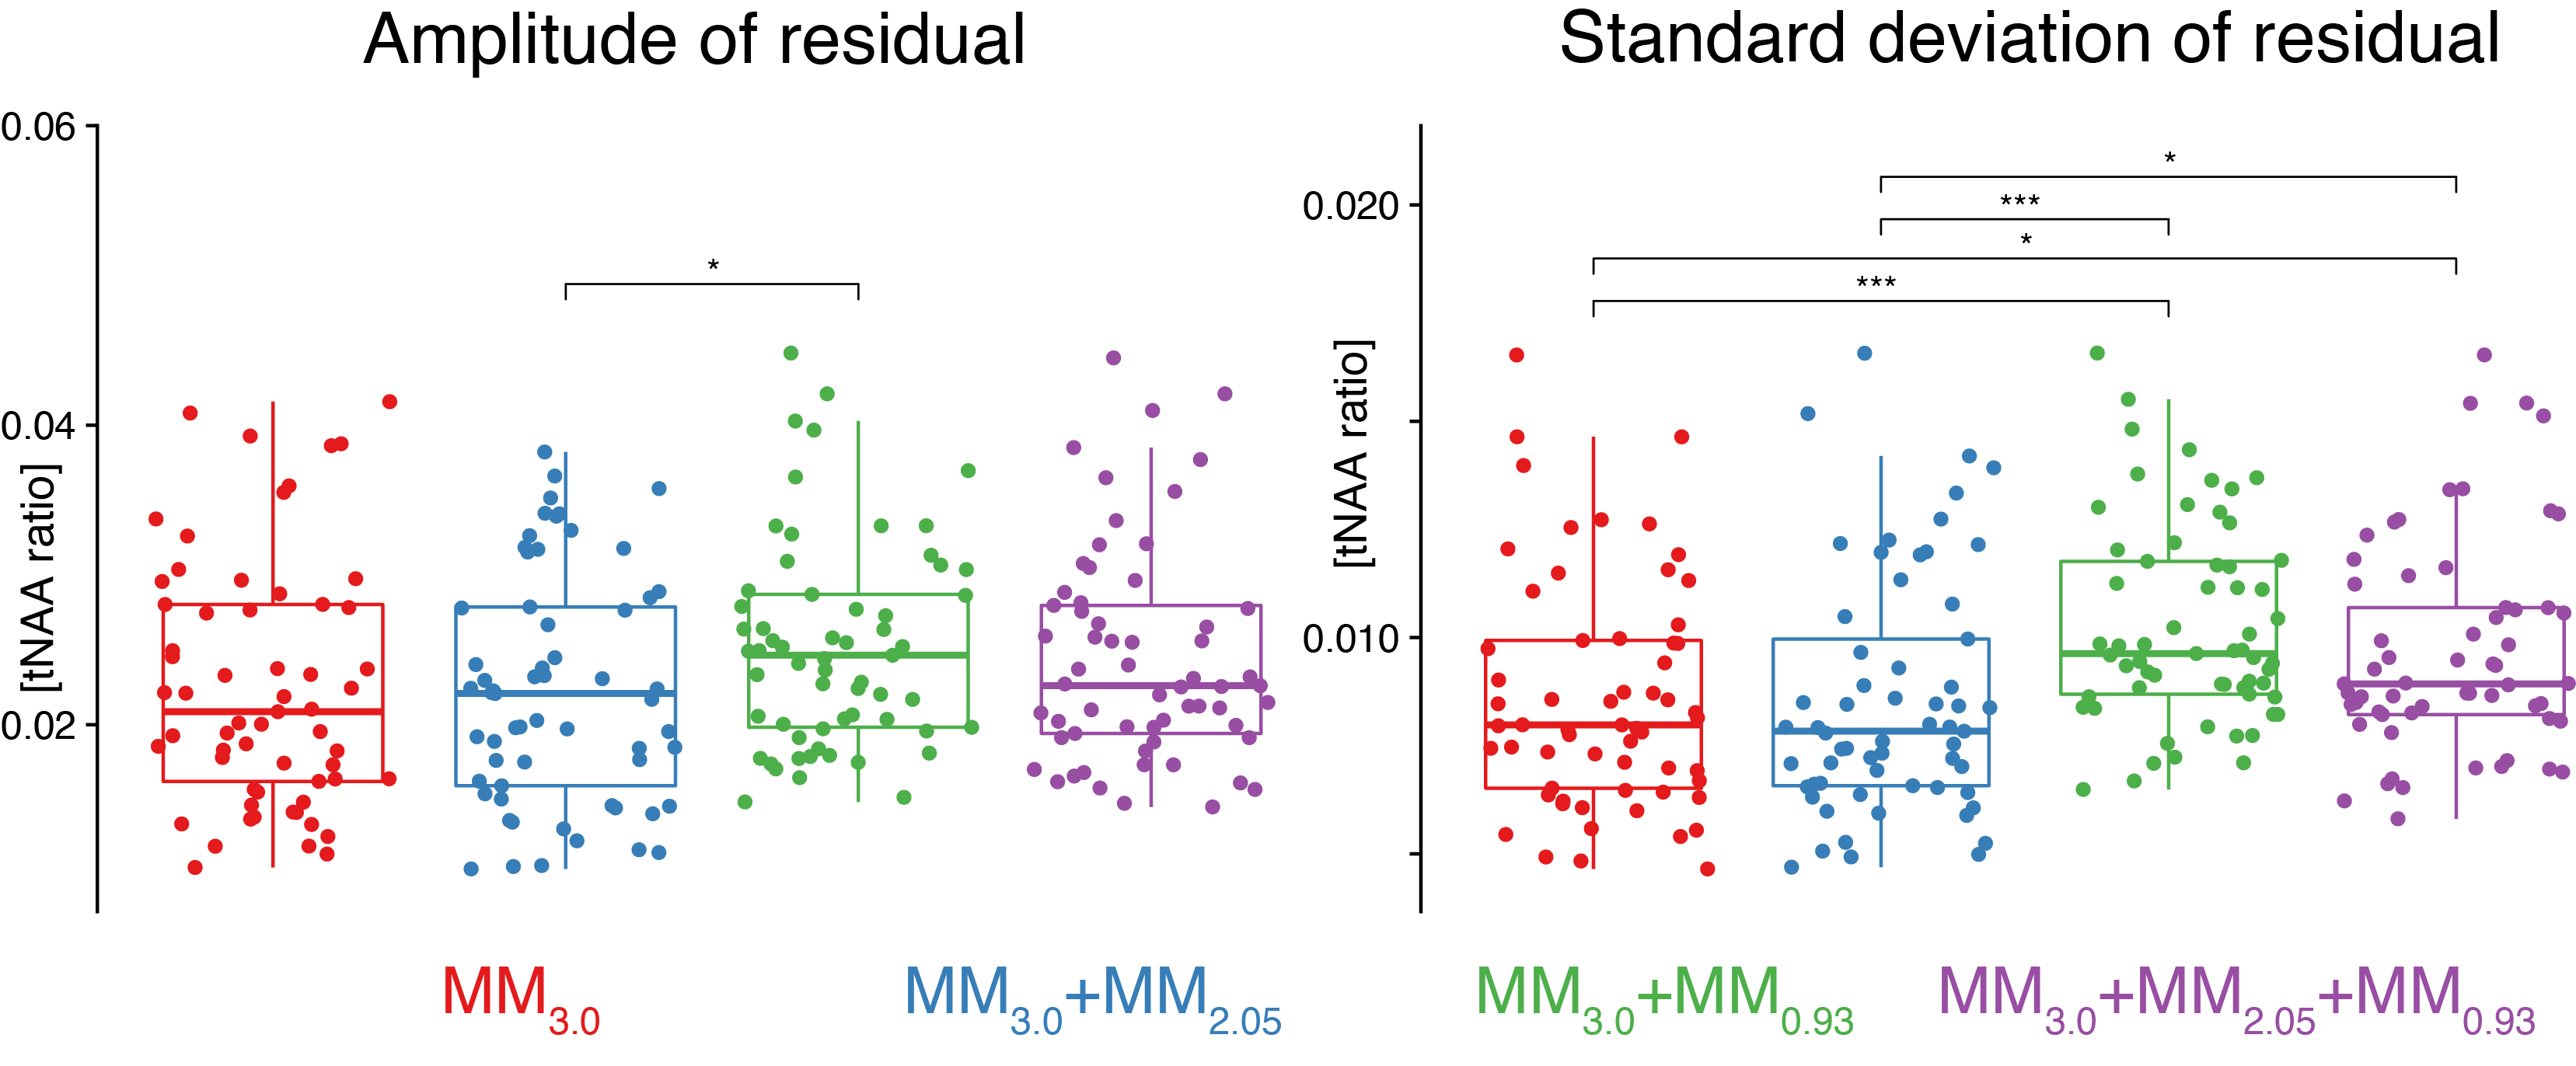 Amplitude of residual
Standard deviation of residual
0.06
0.04
0.02
[tNAA ratio]
*
0.020
0.010
[tNAA ratio]
*
***
*
***
MM3.0
MM3.0+MM2.05
MM3.0+MM0.93
MM3.0+MM2.05+MM0.93